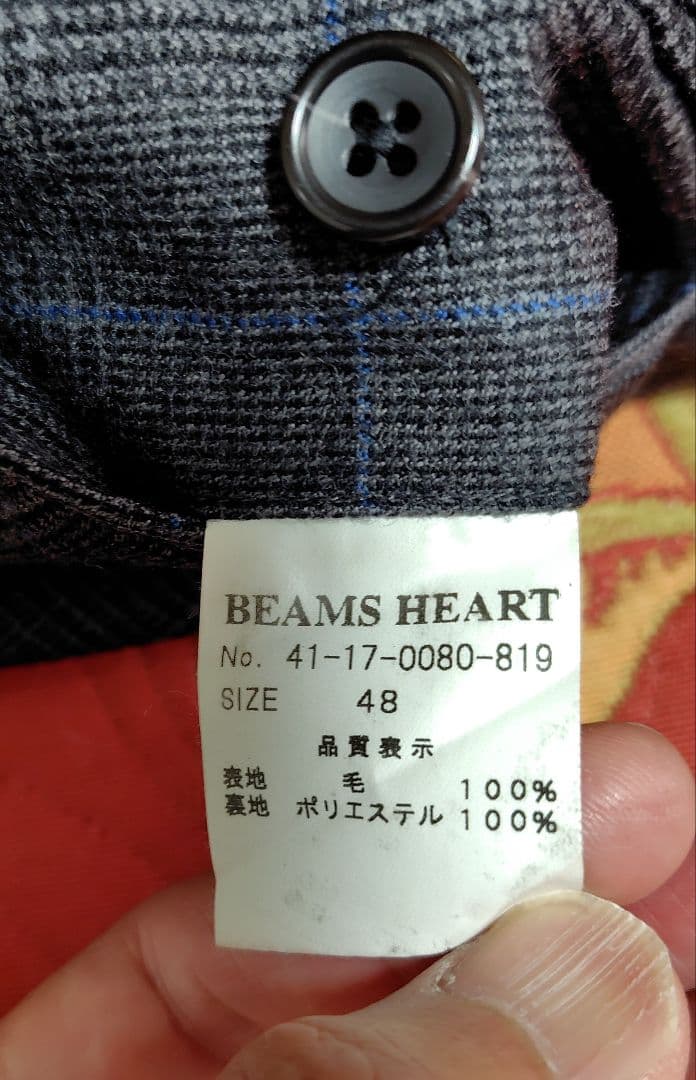 BEAMS HEART
No. 41-17-0080-819
SIZE 48
品質表示
表地 毛 100%
裏地 ポリエステル 100%